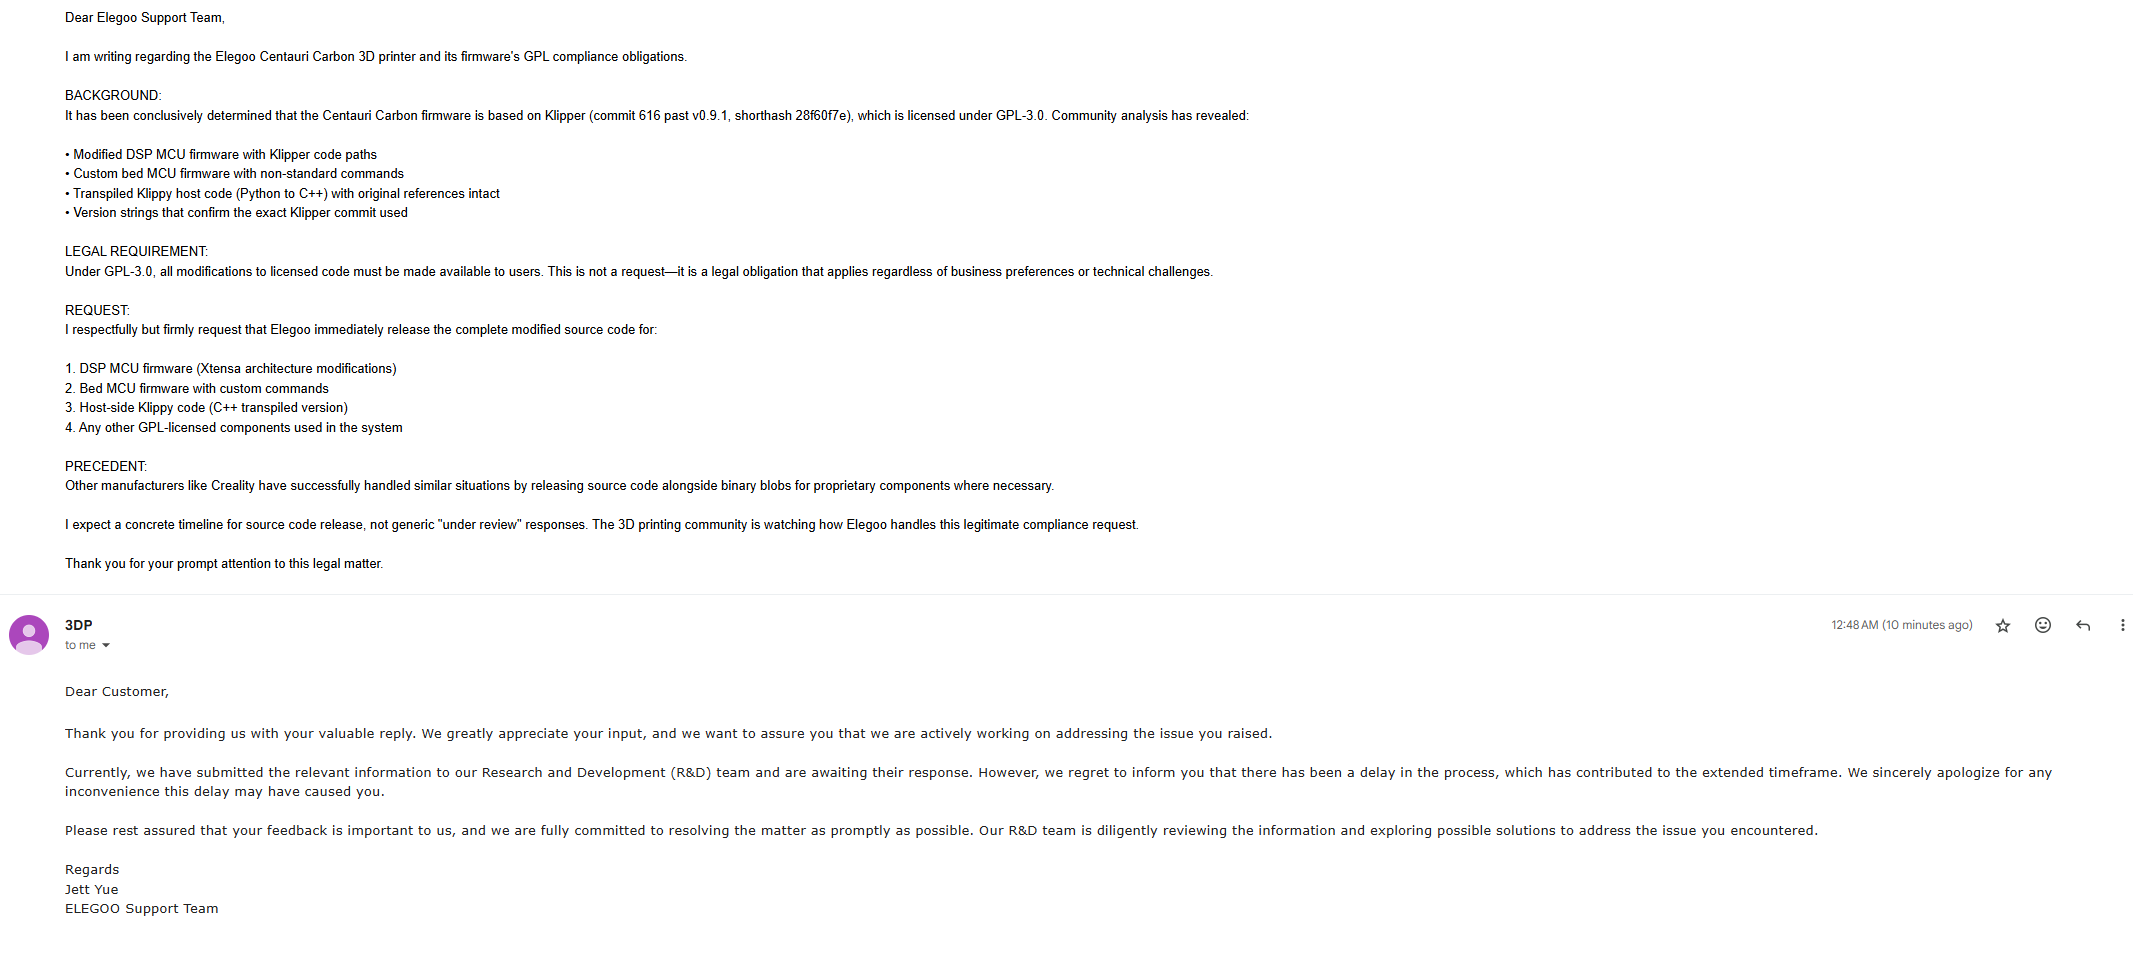 Dear Elegoo Support Team,
I am writing regarding the Elegoo Centauri Carbon 3D printer and its firmware's GPL compliance obligations.
BACKGROUND:
It has been conclusively determined that the Centauri Carbon firmware is based on Klipper (commit 616 past v0.9.1, shorthash 28f60f7e), which is licensed under GPL-3.0. Community analysis has revealed:
• Modified DSP MCU firmware with Klipper code paths
• Custom bed MCU firmware with non-standard commands
• Transpiled Klippy host code (Python to C++) with original references intact
• Version strings that confirm the exact Klipper commit used
LEGAL REQUIREMENT:
Under GPL-3.0, all modifications to licensed code must be made available to users. This is not a request—it is a legal obligation that applies regardless of business preferences or technical challenges.
REQUEST:
I respectfully but firmly request that Elegoo immediately release the complete modified source code for:
1. DSP MCU firmware (Xtensa architecture modifications)
2. Bed MCU firmware with custom commands
3. Host-side Klippy code (C++ transpiled version)
4. Any other GPL-licensed components used in the system
PRECEDENT:
Other manufacturers like Creality have successfully handled similar situations by releasing source code alongside binary blobs for proprietary components where necessary.
I expect a concrete timeline for source code release, not generic "under review" responses. The 3D printing community is watching how Elegoo handles this legitimate compliance request.
Thank you for your prompt attention to this legal matter.
3DP
12:48 AM (10 minutes ago)
to me
Dear Customer,
Thank you for providing us with your valuable reply. We greatly appreciate your input, and we want to assure you that we are actively working on addressing the issue you raised.
Currently, we have submitted the relevant information to our Research and Development (R&D) team and are awaiting their response. However, we regret to inform you that there has been a delay in the process, which has contributed to the extended timeframe. We sincerely apologize for any
inconvenience this delay may have caused you.
Please rest assured that your feedback is important to us, and we are fully committed to resolving the matter as promptly as possible. Our R&D team is diligently reviewing the information and exploring possible solutions to address the issue you encountered.
Regards
Jett Yue
ELEGOO Support Team